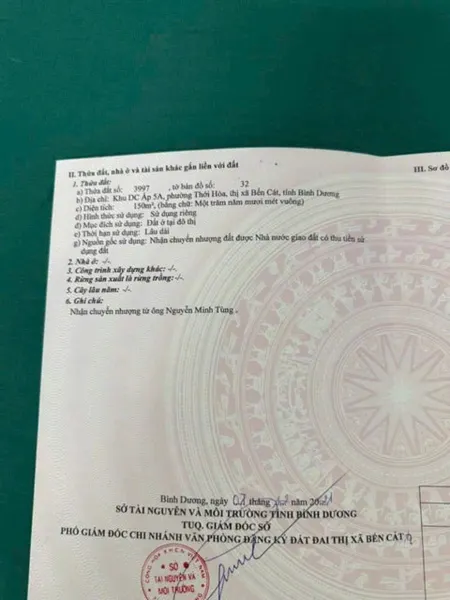 II. Thửa đất, nhà ở và tài sản khác gắn liền với đất
III. Sơ đồ
1. Thửa đất:
a) Thửa đất số: 3997 , tờ bản đồ số: 32
b) Địa chỉ: Khu DC Ấp 5A, phường Thới Hòa, thị xã Bến Cát, tỉnh Bình Dương
c) Diện tích: 150m², (bằng chữ: Một trăm năm mươi mét vuông)
d) Hình thức sử dụng: Sử dụng riêng
đ) Mục đích sử dụng: Đất ở tại đô thị
e) Thời hạn sử dụng: Lâu dài
g) Nguồn gốc sử dụng: Nhận chuyển nhượng đất được Nhà nước giao đất có thu tiền sử
dụng đất
2. Nhà ở: -/-
3. Công trình xây dựng khác: -/-
4. Rừng sản xuất là rừng trồng: -/-
5. Cây lâu năm: -/-
6. Ghi chú:
Nhận chuyển nhượng từ ông Nguyễn Minh Tùng .
Bình Dương, ngày tháng năm
SỞ TÀI NGUYÊN VÀ MÔI TRƯỜNG TỈNH BÌNH DƯƠNG
TUQ. GIÁM ĐỐC SỞ
PHÓ GIÁM ĐỐC CHI NHÁNH VĂN PHÒNG ĐĂNG KÝ ĐẤT ĐAI THỊ XÃ BẾN CÁT
SỞ
TÀI NGUYÊN VÀ
MÔI TRƯỜNG